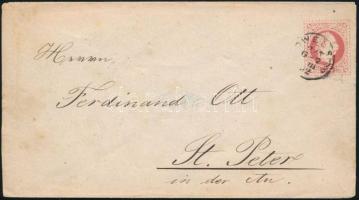 Herrn
Ferdinand Ott
St. Peter
in der Au.